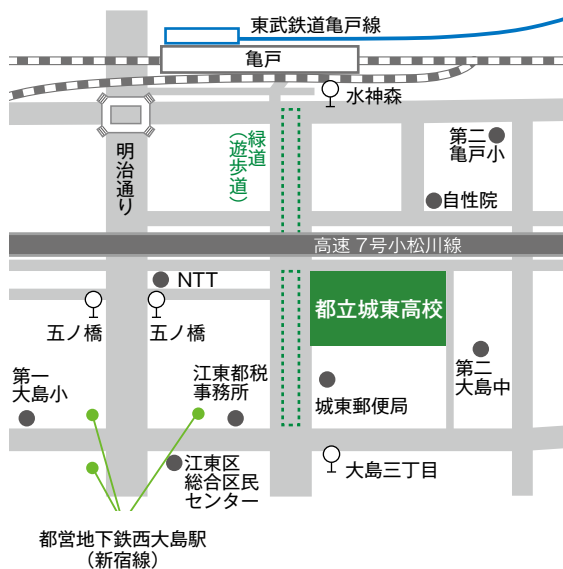 東武鉄道亀戸線
亀戸
水神森
明治通り
緑道
（遊歩道）
第二
亀戸小
自性院
高速７号小松川線
NTT
五ノ橋
五ノ橋
都立城東高校
第一
大島小
江東都税
事務所
城東郵便局
第二
大島中
江東区
総合区民
センター
大島三丁目
都営地下鉄西大島駅
（新宿線）